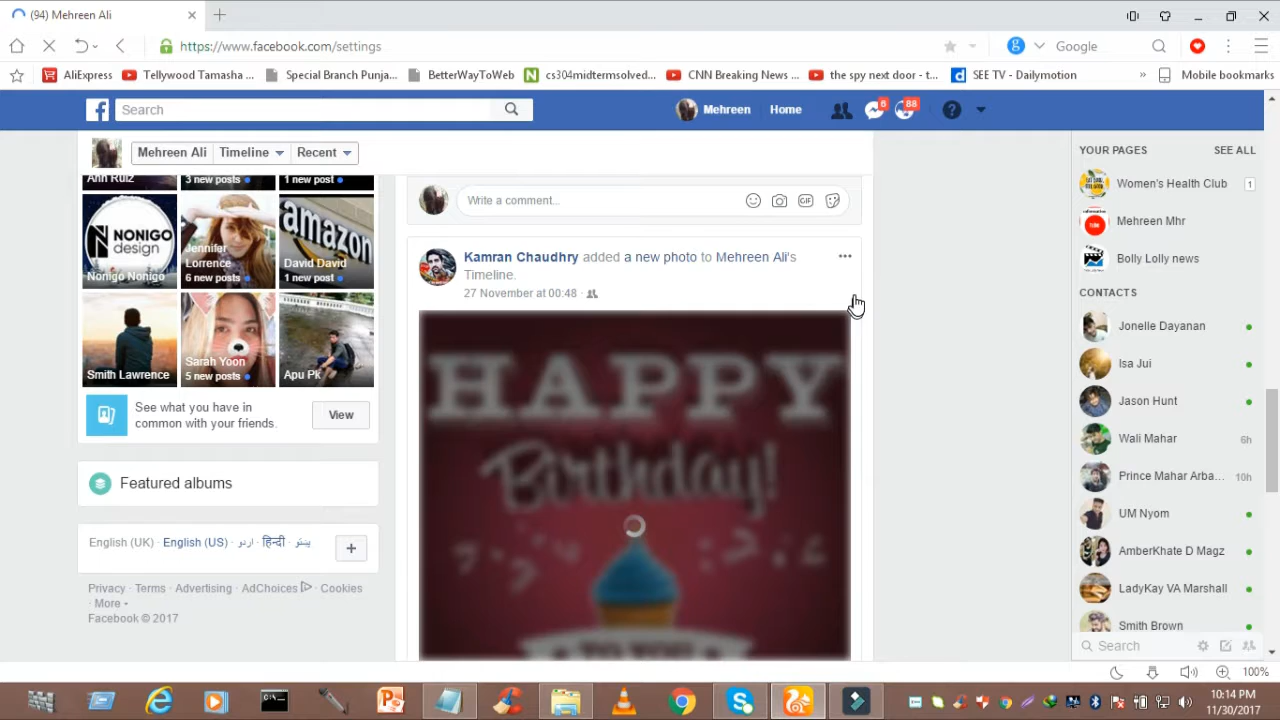 (94) Mehreen Ali
https://www.facebook.com/settings
Google
AliExpress
Tellywood Tamasha ...
Special Branch Punja...
BetterWayToWeb
cs304midtermsolved...
CNN Breaking News ...
the spy next door - t...
SEE TV - Dailymotion
»
Mobile bookmarks
Search
Mehreen
Home
6
88
Mehreen Ali
Timeline
Recent
Ann Ruiz
3 new posts
1 new post
NONIGO
design
Nonigo Nonigo
Jennifer
Lorrence
6 new posts
amazon
David David
1 new post
Smith Lawrence
Sarah Yoon
5 new posts
Apu Pk
See what you have in
common with your friends.
View
Featured albums
English (UK) · English (US) · اردو · हिन्दी · پښتو
Privacy · Terms · Advertising · AdChoices · Cookies
· More
Facebook © 2017
Write a comment...
GIF
Kamran Chaudhry added a new photo to Mehreen Ali's
Timeline.
27 November at 00:48 ·
HAPPY
Birthday!
TO YOU
YOUR PAGES
SEE ALL
Women's Health Club
1
Mehreen Mhr
Bolly Lolly news
CONTACTS
Jonelle Dayanan
Isa Jui
Jason Hunt
Wali Mahar
6h
Prince Mahar Arba...
10h
UM Nyom
AmberKhate D Magz
LadyKay VA Marshall
Smith Brown
Search
100%
10:14 PM
11/30/2017